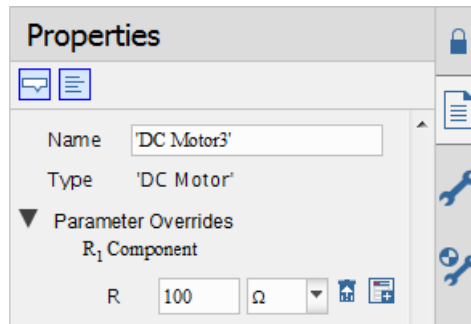 Properties
Name 'DC Motor3'
Type 'DC Motor'
Parameter Overrides
R₁ Component
R 100 Ω